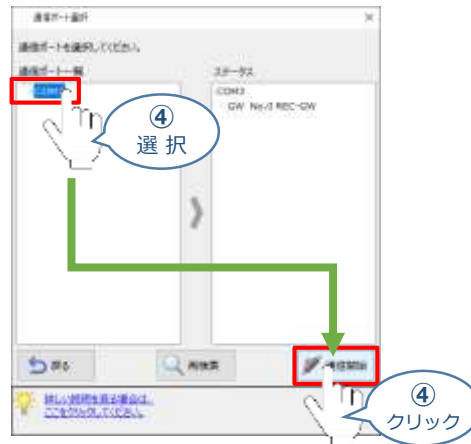 通信ポート選択
通信ポートを選択してください。
通信ポート一覧
ステータス
COM3
COM3
GW No.0 REC-GW
④
選 択
戻る
再検索
通信開始
詳しい説明を見る場合は、
ここをクリックしてください。
④
クリック